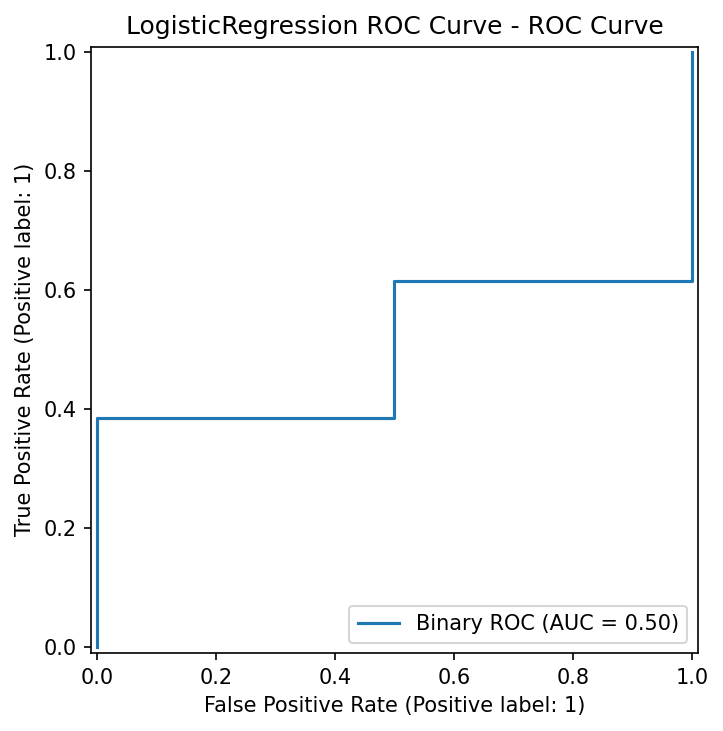 LogisticRegression ROC Curve - ROC Curve
True Positive Rate (Positive label: 1)
1.0
0.8
0.6
0.4
0.2
0.0
Binary ROC (AUC = 0.50)
0.0 0.2 0.4 0.6 0.8 1.0
False Positive Rate (Positive label: 1)